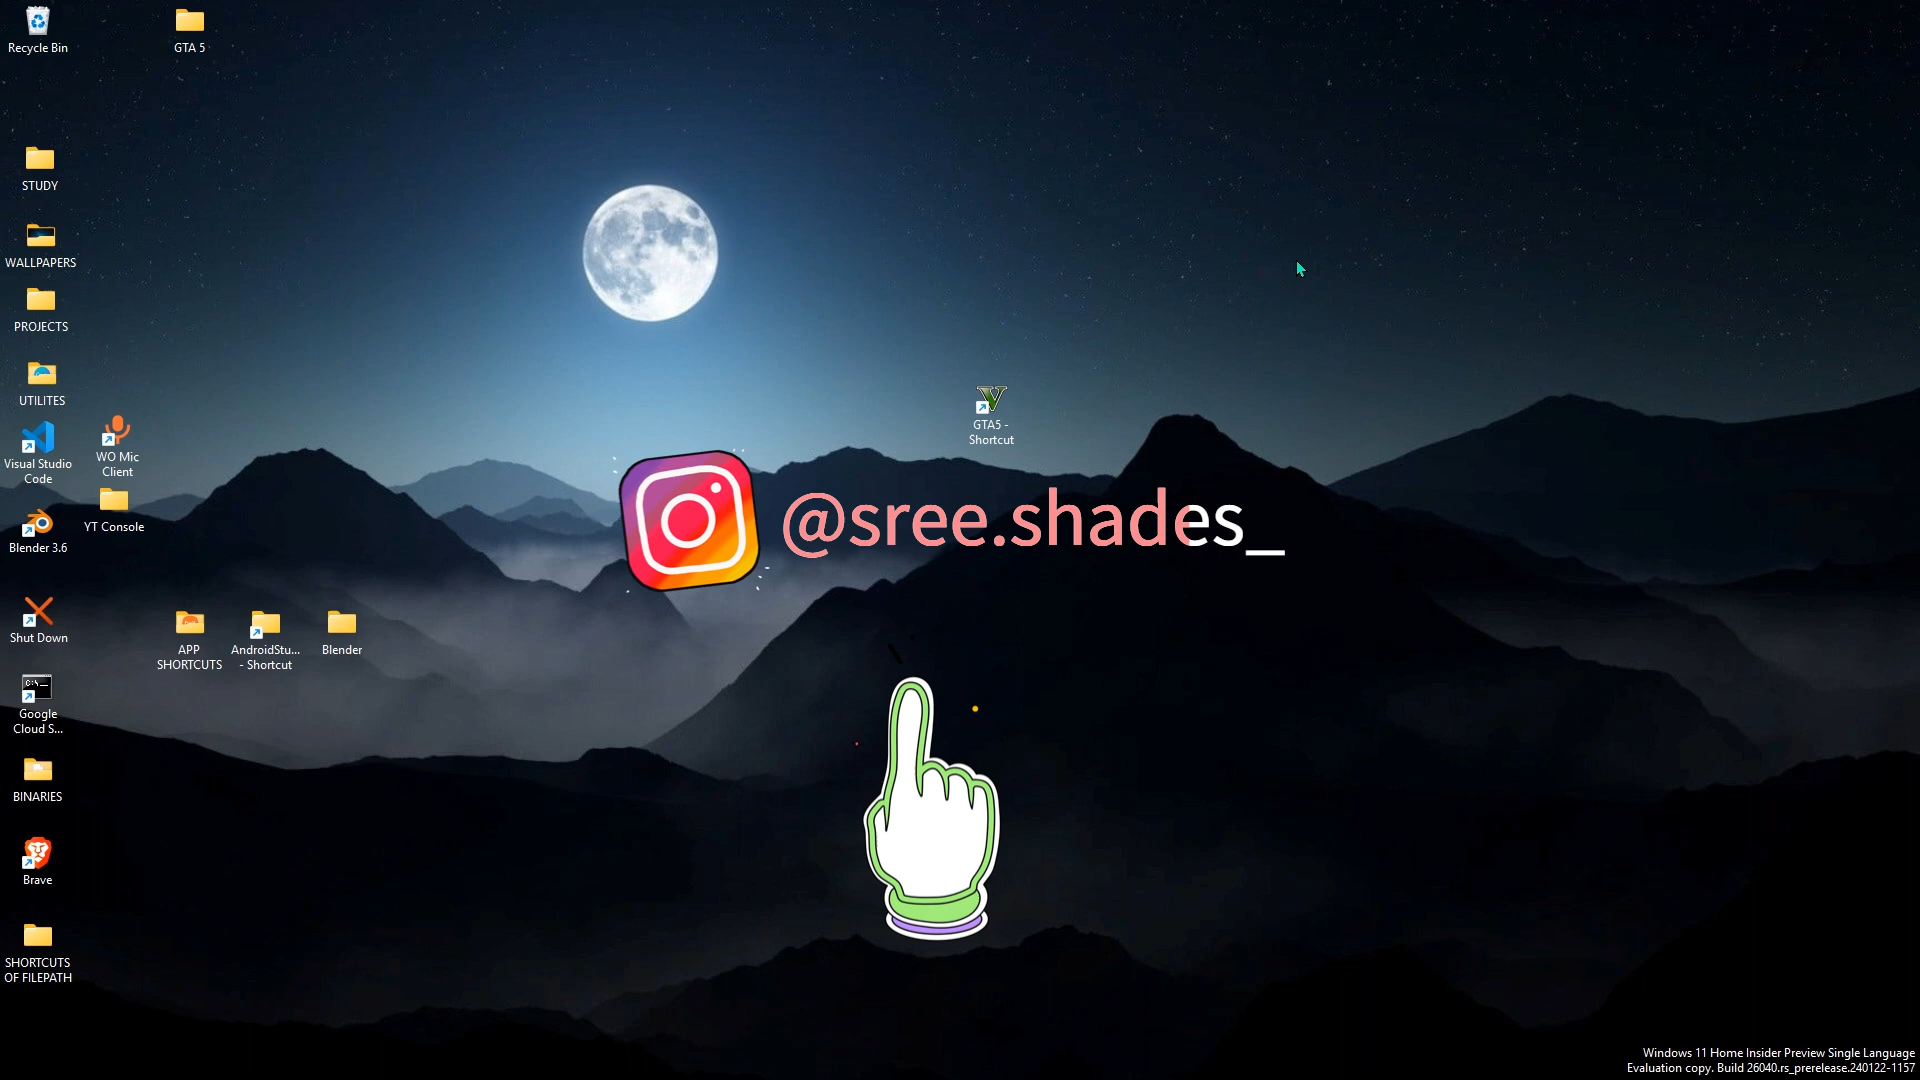 Recycle Bin
GTA 5
STUDY
WALLPAPERS
PROJECTS
UTILITES
Visual Studio
Code
WO Mic
Client
Blender 3.6
YT Console
GTA5 -
Shortcut
@sree.shades_
Shut Down
APP
SHORTCUTS
AndroidStu...
- Shortcut
Blender
C:\_
Google
Cloud S...
BINARIES
Brave
SHORTCUTS
OF FILEPATH
Windows 11 Home Insider Preview Single Language
Evaluation copy. Build 26040.rs_prerelease.240122-1157